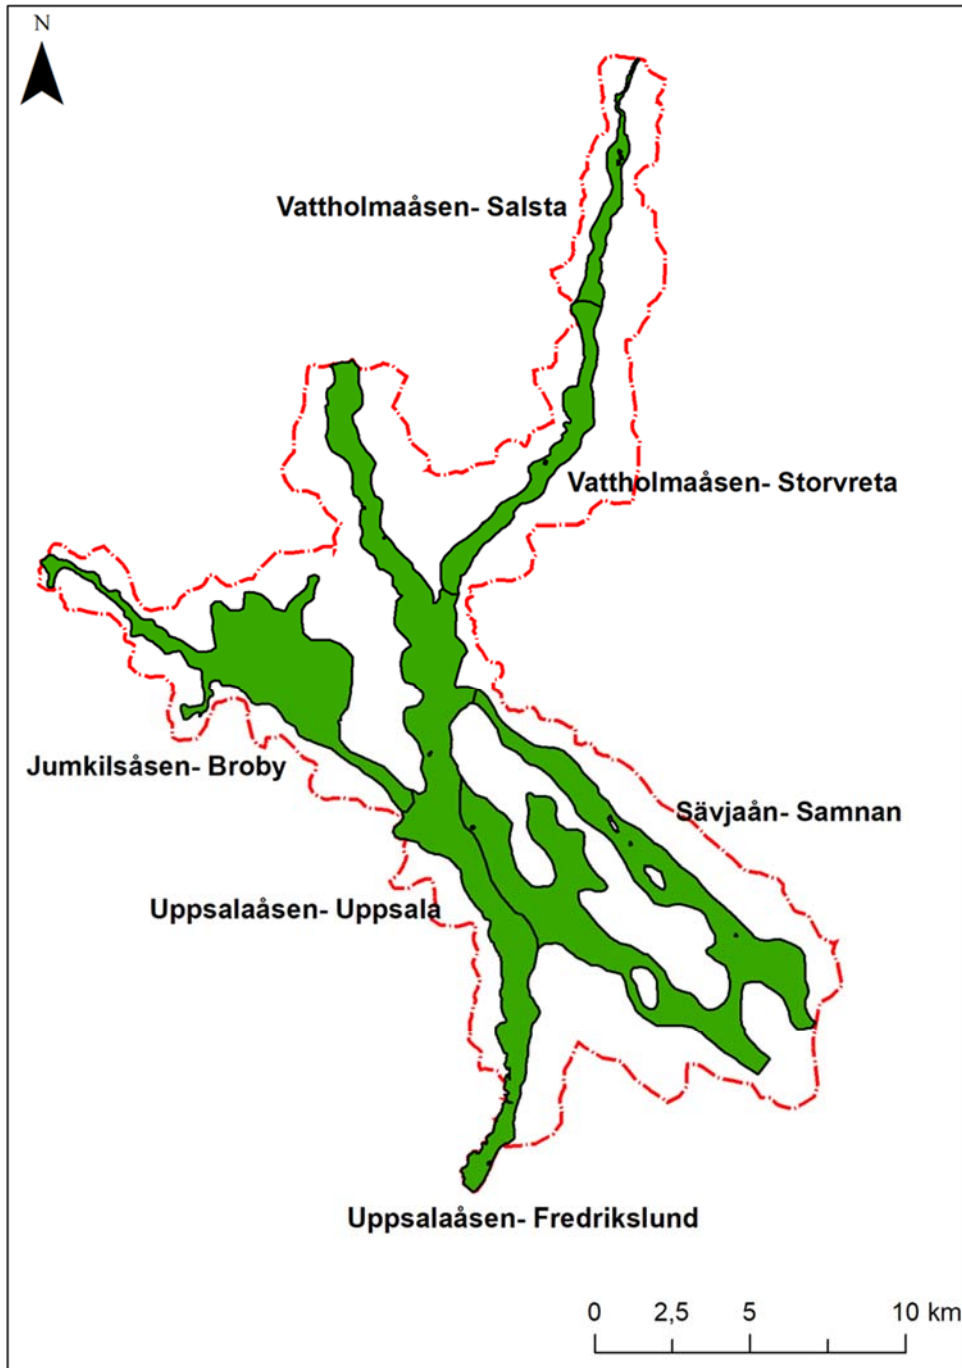 N
Vattholmaåsen- Salsta
Vattholmaåsen- Storvreta
Jumkilsåsen- Broby
Sävjaån- Samnan
Uppsalaåsen- Uppsala
Uppsalaåsen- Fredrikslund
0 2,5 5 10 km